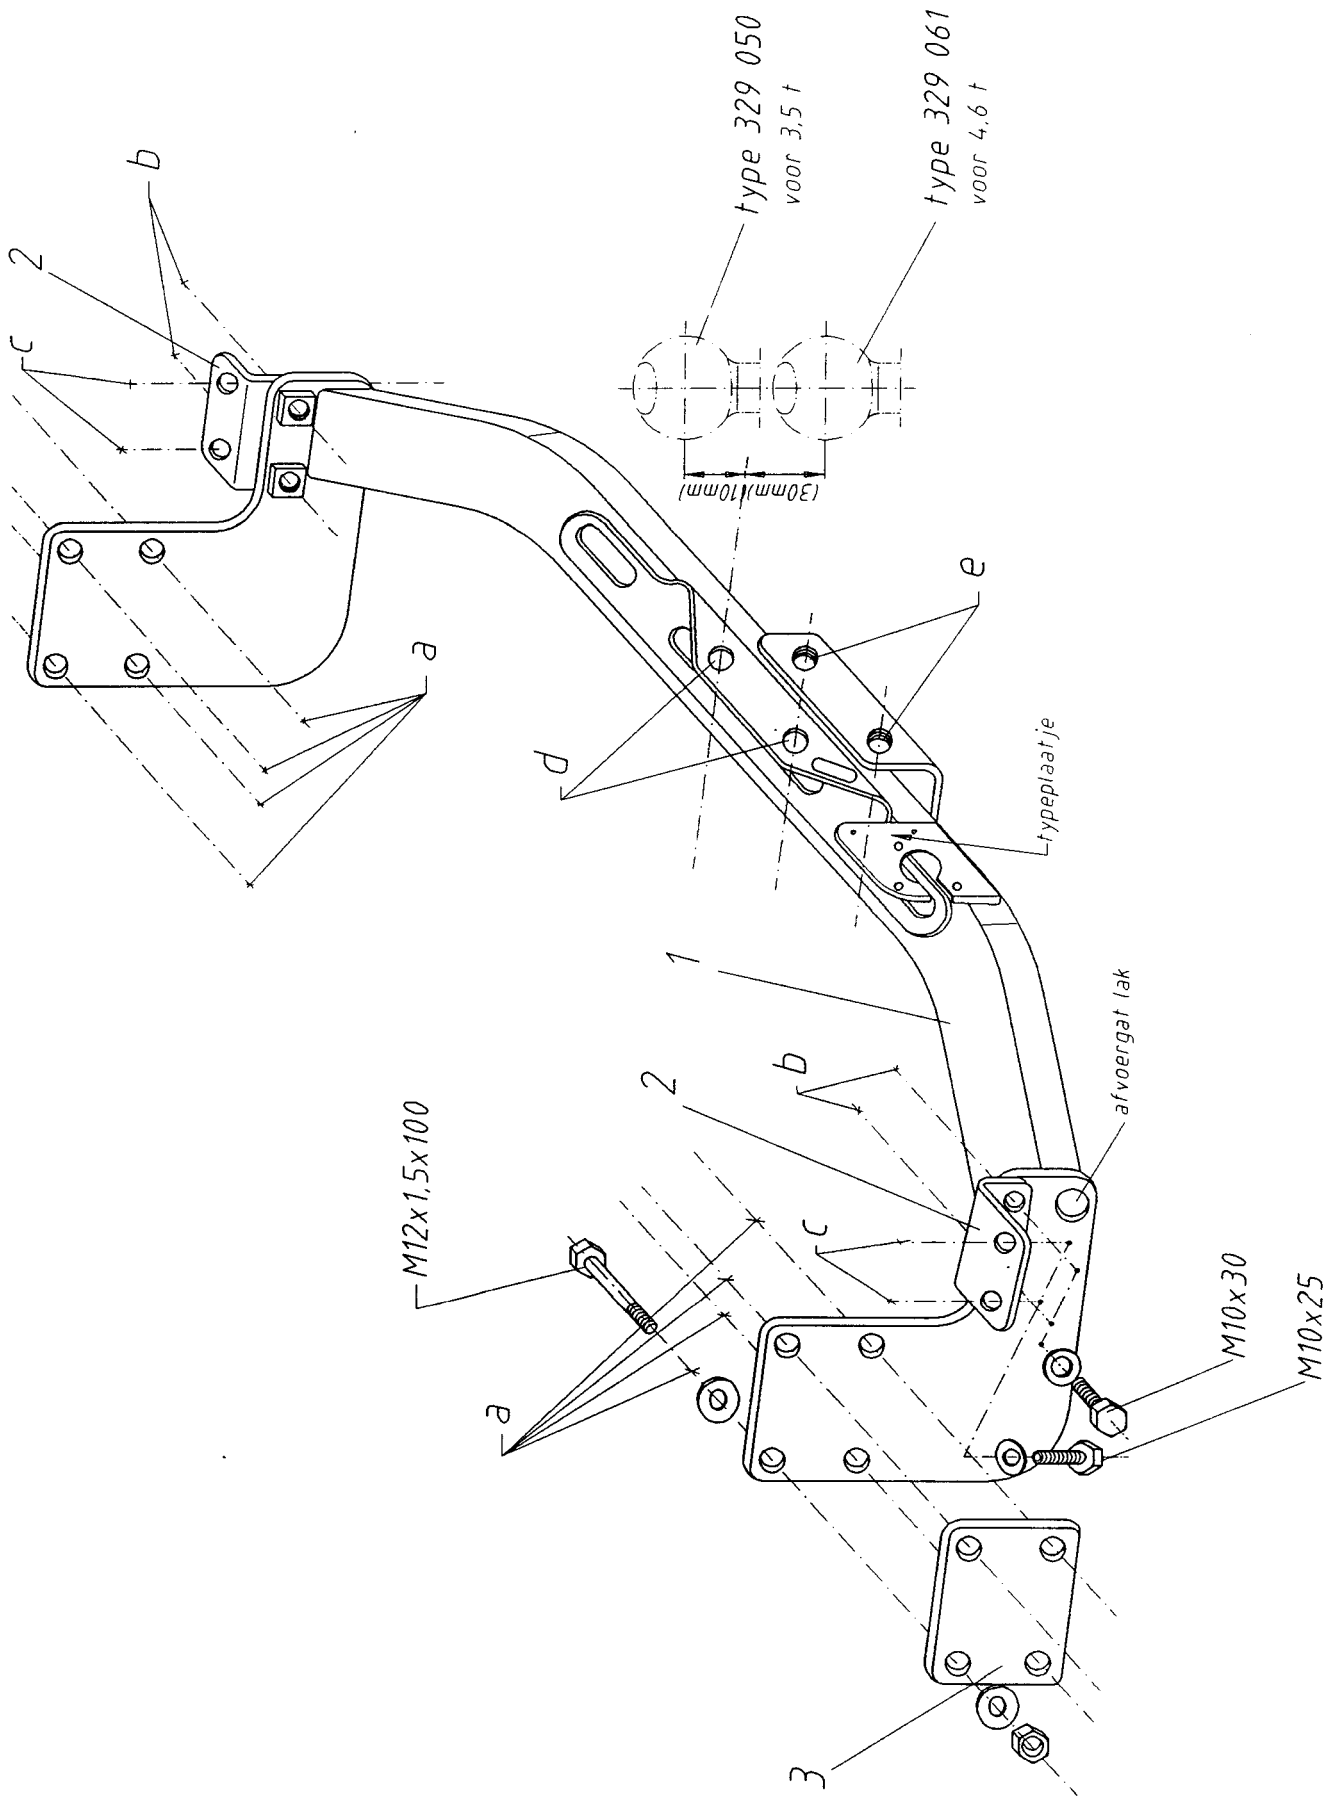 c
2
b
type 329 050
voor 3,5 t
type 329 061
voor 4,6 t
(10mm)
(30mm)
a
d
e
typeplaatje
1
M12x1,5x100
2
b
c
afvoergat lak
a
M10x30
M10x25
3